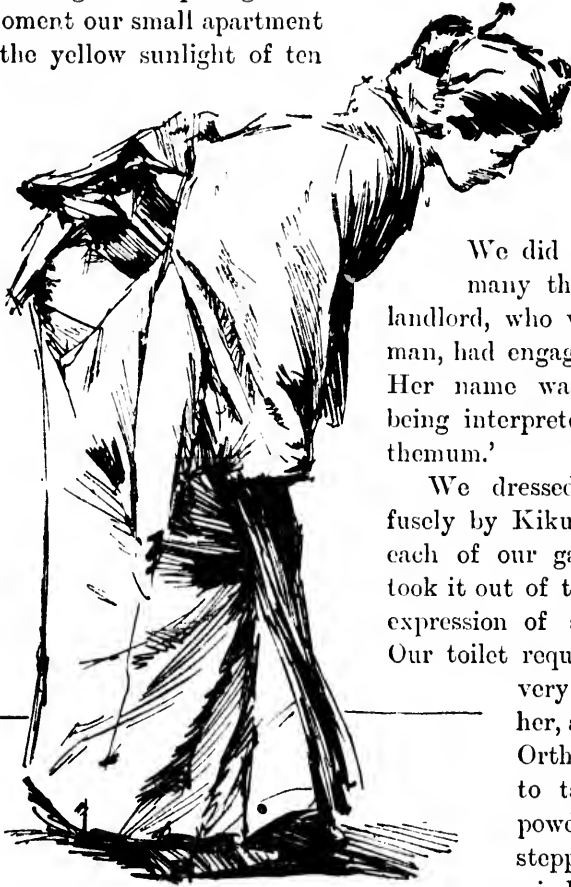 oment our small apartment
the yellow sunlight of ten
We did
many th
landlord, who
man, had engag
Her name wa
being interprete
themum.'
We dressed
fusely by Kiku
each of our ga
took it out of t
expression of
Our toilet requ
very
her, a
Orth
to ta
powd
stepp